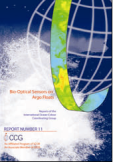 Bio-Optical Sensors on
Argo Floats
Reports of the
International Ocean-Colour
Coordinating Group
REPORT NUMBER 11
IOCCG